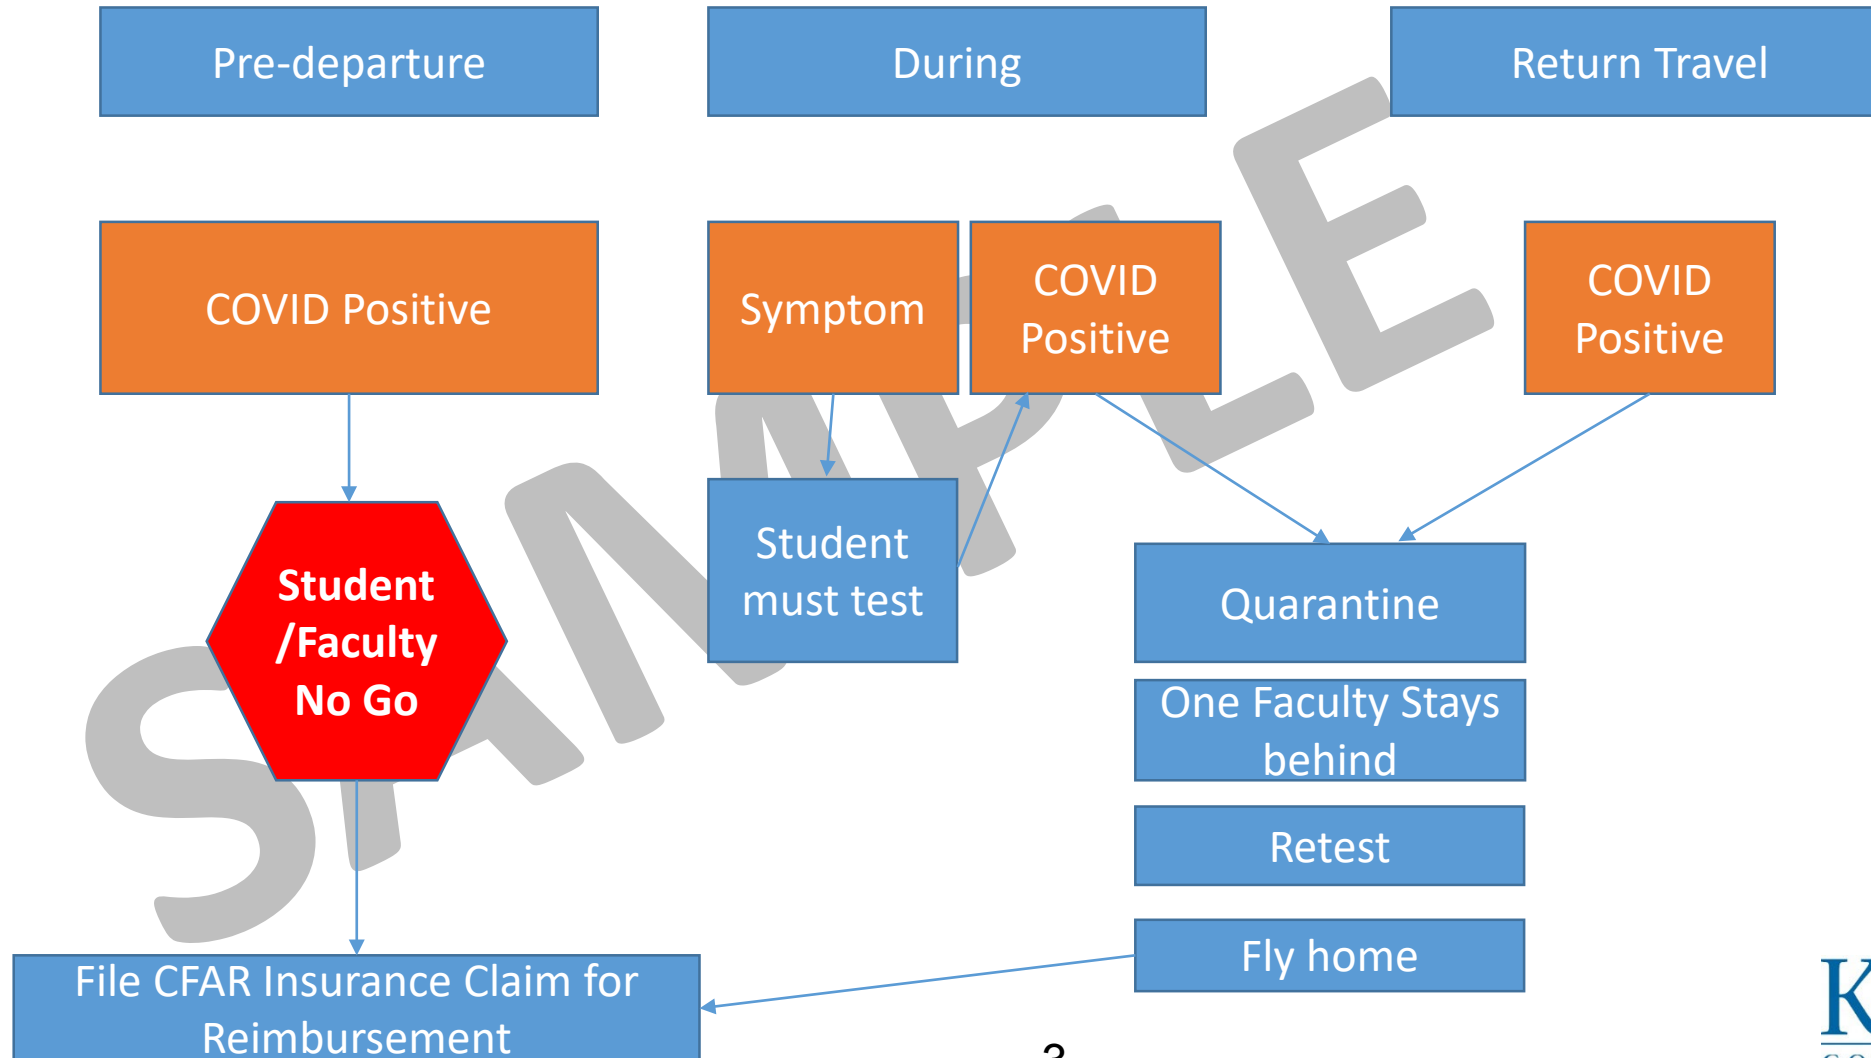 Pre-departure
During
Return Travel
SAMPLE
COVID Positive
Symptom
COVID
Positive
COVID
Positive
Student
/Faculty
No Go
Student
must test
Quarantine
One Faculty Stays
behind
Retest
Fly home
File CFAR Insurance Claim for
Reimbursement
3
K